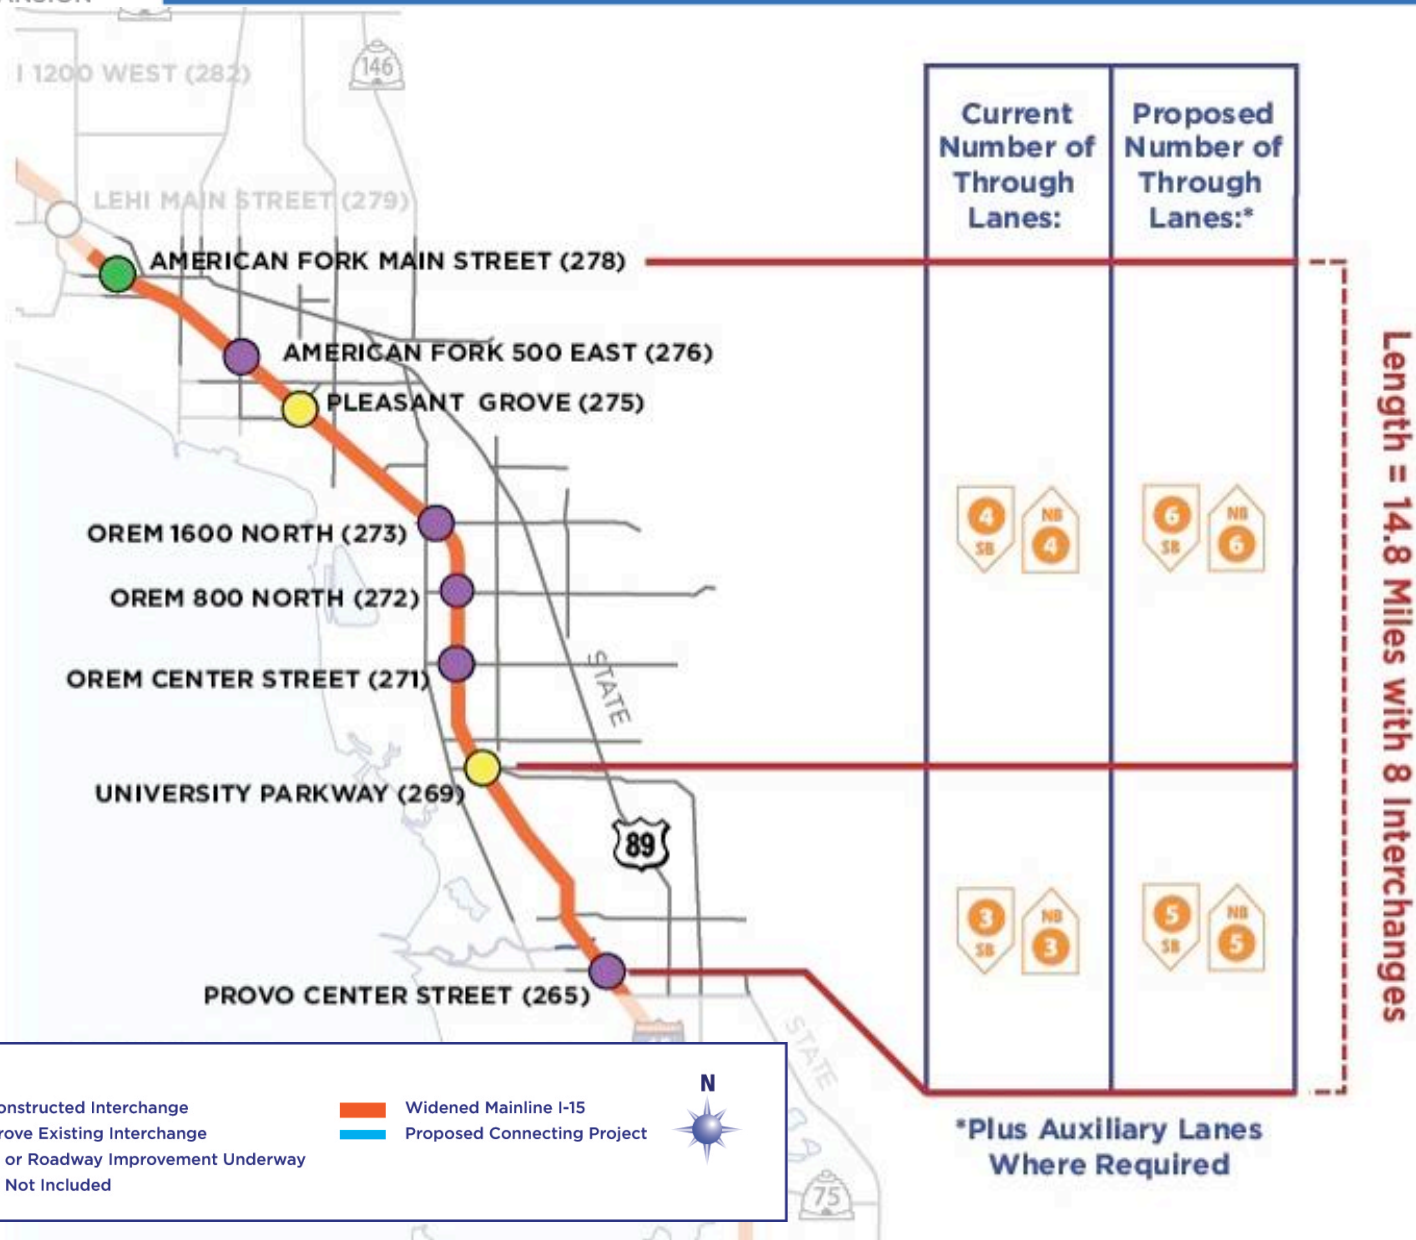 1200 WEST (282)
146
LEHI MAIN STREET (279)
AMERICAN FORK MAIN STREET (278)
AMERICAN FORK 500 EAST (276)
PLEASANT GROVE (275)
OREM 1600 NORTH (273)
OREM 800 NORTH (272)
OREM CENTER STREET (271)
STATE
UNIVERSITY PARKWAY (269)
89
PROVO CENTER STREET (265)
STATE
75
Current
Number of
Through
Lanes:
Proposed
Number of
Through
Lanes:*
4
SB
NB
4
6
SB
NB
6
3
SB
NB
3
5
SB
NB
5
Length = 14.8 Miles with 8 Interchanges
*Plus Auxiliary Lanes
Where Required
onstructed Interchange
rove Existing Interchange
or Roadway Improvement Underway
Not Included
Widened Mainline I-15
Proposed Connecting Project
N